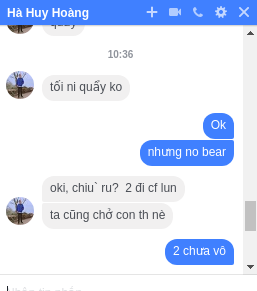 Hà Huy Hoàng
quẩy
10:36
tối ni quẩy ko
Ok
nhưng no bear
oki, chiu` ru?  2 đi cf lun
ta cũng chở con th nè
2 chưa vô